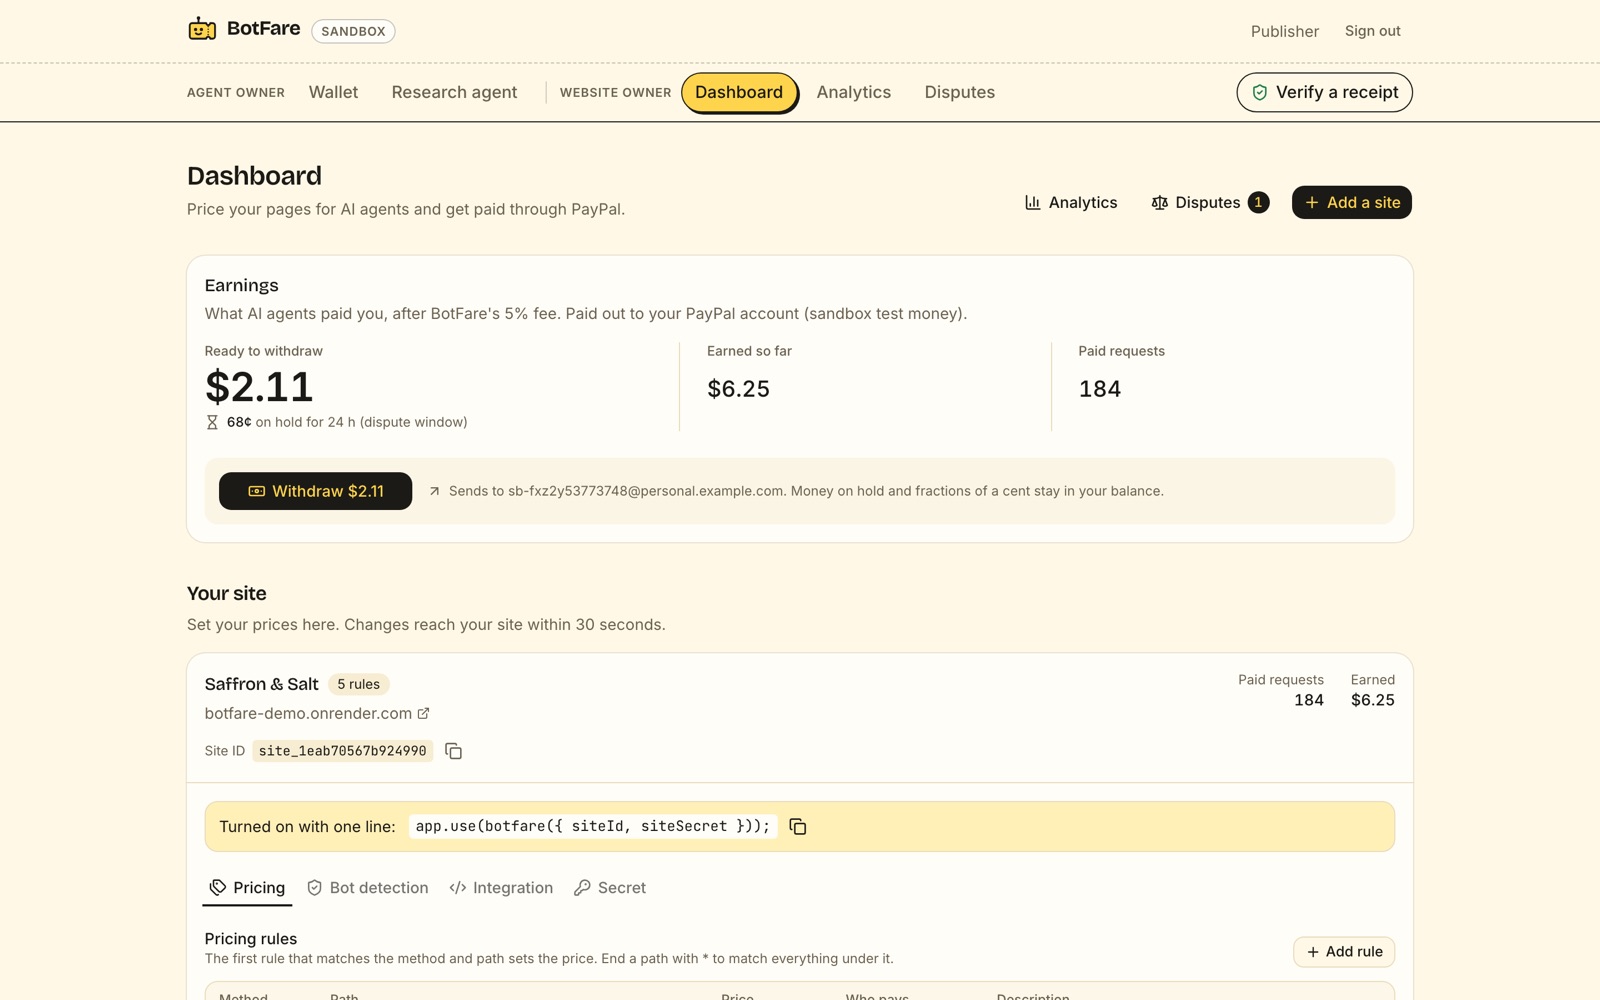 BotFare SANDBOX Publisher Sign out
AGENT OWNER Wallet Research agent WEBSITE OWNER Dashboard Analytics Disputes Verify a receipt
Dashboard
Price your pages for AI agents and get paid through PayPal.
Analytics Disputes 1 + Add a site
Earnings
What AI agents paid you, after BotFare's 5% fee. Paid out to your PayPal account (sandbox test money).
Ready to withdraw
$2.11
68¢ on hold for 24 h (dispute window)
Earned so far
$6.25
Paid requests
184
Withdraw $2.11 Sends to sb-fxz2y53773748@personal.example.com. Money on hold and fractions of a cent stay in your balance.
Your site
Set your prices here. Changes reach your site within 30 seconds.
Saffron & Salt 5 rules
botfare-demo.onrender.com
Site ID site_1eab70567b924990
Paid requests
184
Earned
$6.25
Turned on with one line: app.use(botfare({ siteId, siteSecret }));
Pricing Bot detection Integration Secret
Pricing rules
The first rule that matches the method and path sets the price. End a path with * to match everything under it.
+ Add rule
Method Path Price Who pays Description